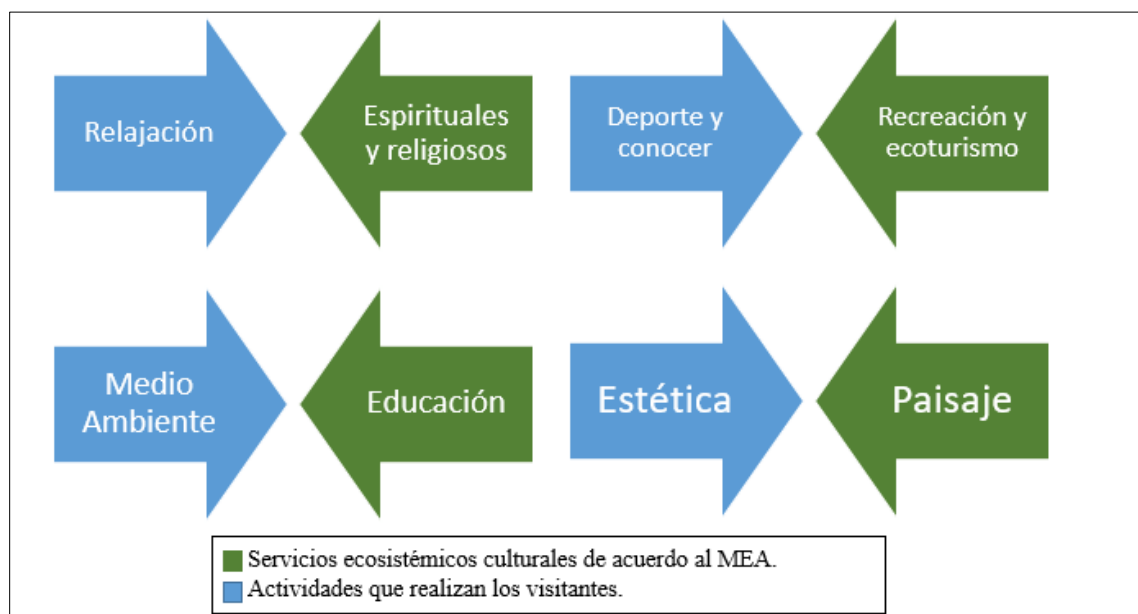 Relajación
Espirituales
y religiosos
Deporte y
conocer
Recreación y
ecoturismo
Medio
Ambiente
Educación
Estética
Paisaje
Servicios ecosistémicos culturales de acuerdo al MEA.
Actividades que realizan los visitantes.